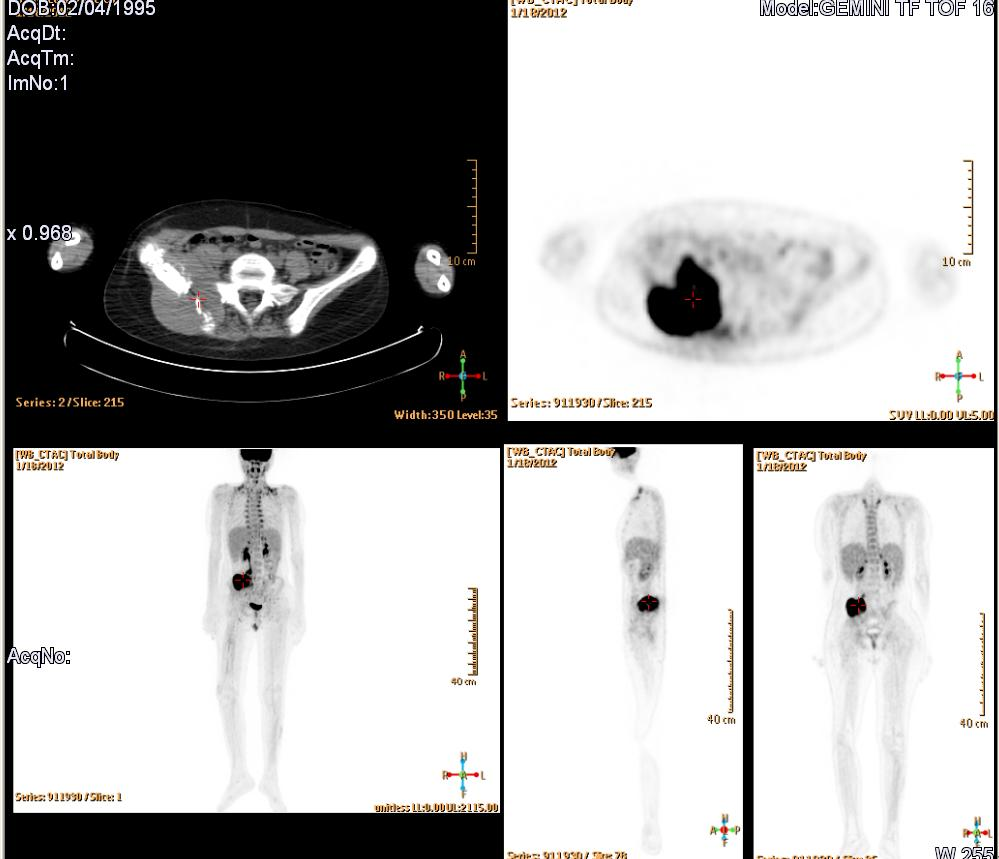 DOB:02/04/1995
AcqDt:
AcqTm:
ImNo:1
x 0.968
10 cm
A
R L
P
Series: 2 /Slice: 215
Width:350 Level:35
[WB_CTAC] Total Body
1/18/2012
Model:GEMINI TF TOF 16
10 cm
A
R L
P
Series: 911930 /Slice: 215
SUV LL:0.00 UL:5.00
[WB_CTAC] Total Body
1/18/2012
AcqNo:
40 cm
H
R A L
F
Series: 911930 /Slice: 1
unitless LL:0.00 UL:2115.00
[WB_CTAC] Total Body
1/18/2012
40 cm
H
A P
F
Series: 911930 /Slice: 78
[WB_CTAC] Total Body
1/18/2012
40 cm
H
R A L
F
W 255